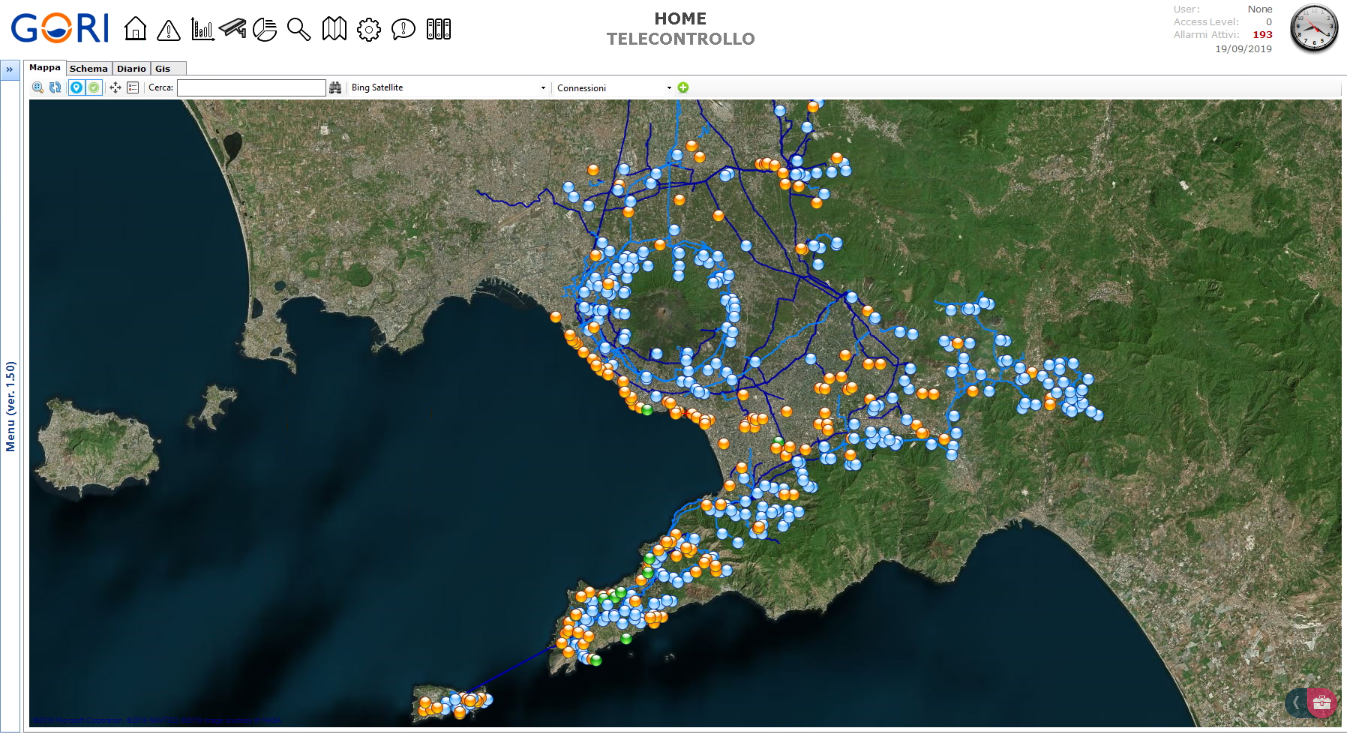 GORI
HOME
TELECONTROLLO
User: None
Access Level: 0
Allarmi Attivi: 193
19/09/2019
»
Mappa Schema Diario Gis
Cerca: Bing Satellite Connessioni
Menu (ver. 1.50)